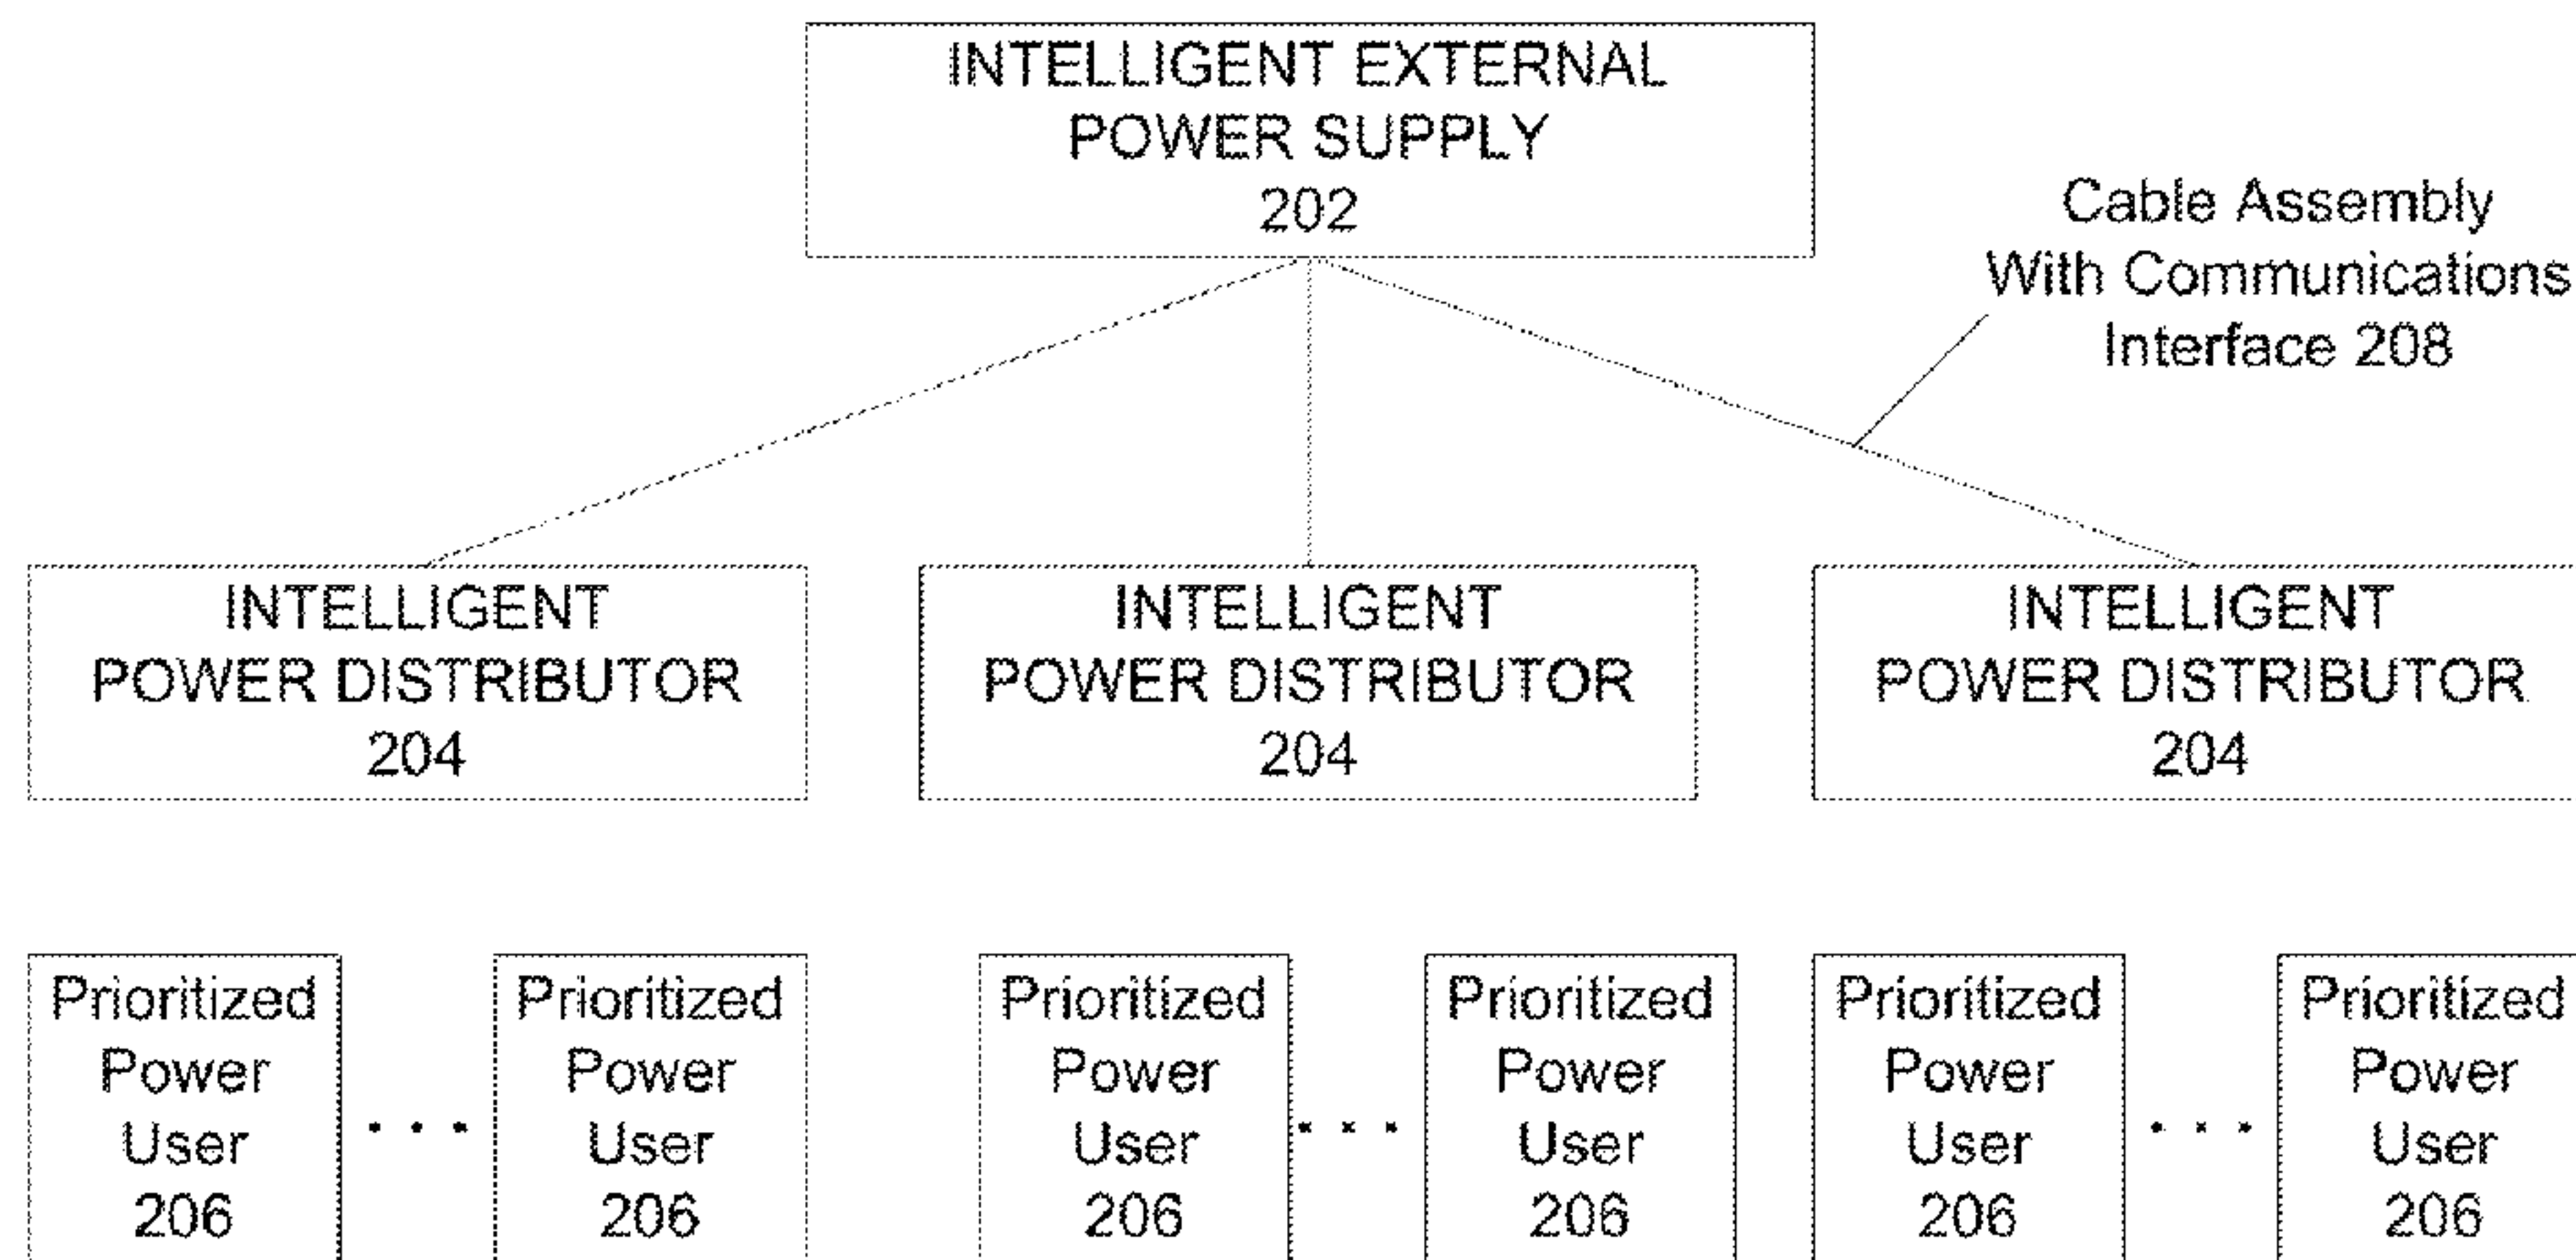 INTELLIGENT EXTERNAL
POWER SUPPLY
202
Cable Assembly
With Communications
Interface 208
INTELLIGENT
POWER DISTRIBUTOR
204
INTELLIGENT
POWER DISTRIBUTOR
204
INTELLIGENT
POWER DISTRIBUTOR
204
Prioritized
Power
User
206
Prioritized
Power
User
206
Prioritized
Power
User
206
Prioritized
Power
User
206
Prioritized
Power
User
206
Prioritized
Power
User
206